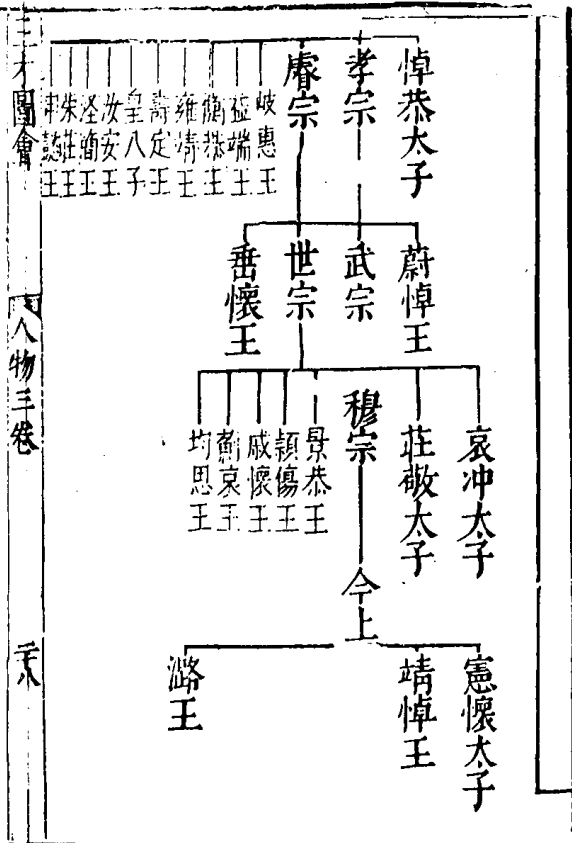 悼恭太子
孝宗
睿宗
岐惠王
益端王
衡恭王
雍靖王
壽定王
皇八子
汝安王
涇簡王
朱莊王
申懿王
蔚悼王
武宗
世宗
岳懷王
哀冲太子
莊敬太子
穆宗
景恭王
潁傷王
戚懷王
薊哀王
均思王
今上
憲懷太子
靖悼王
潞王
三才圖會
人物三卷